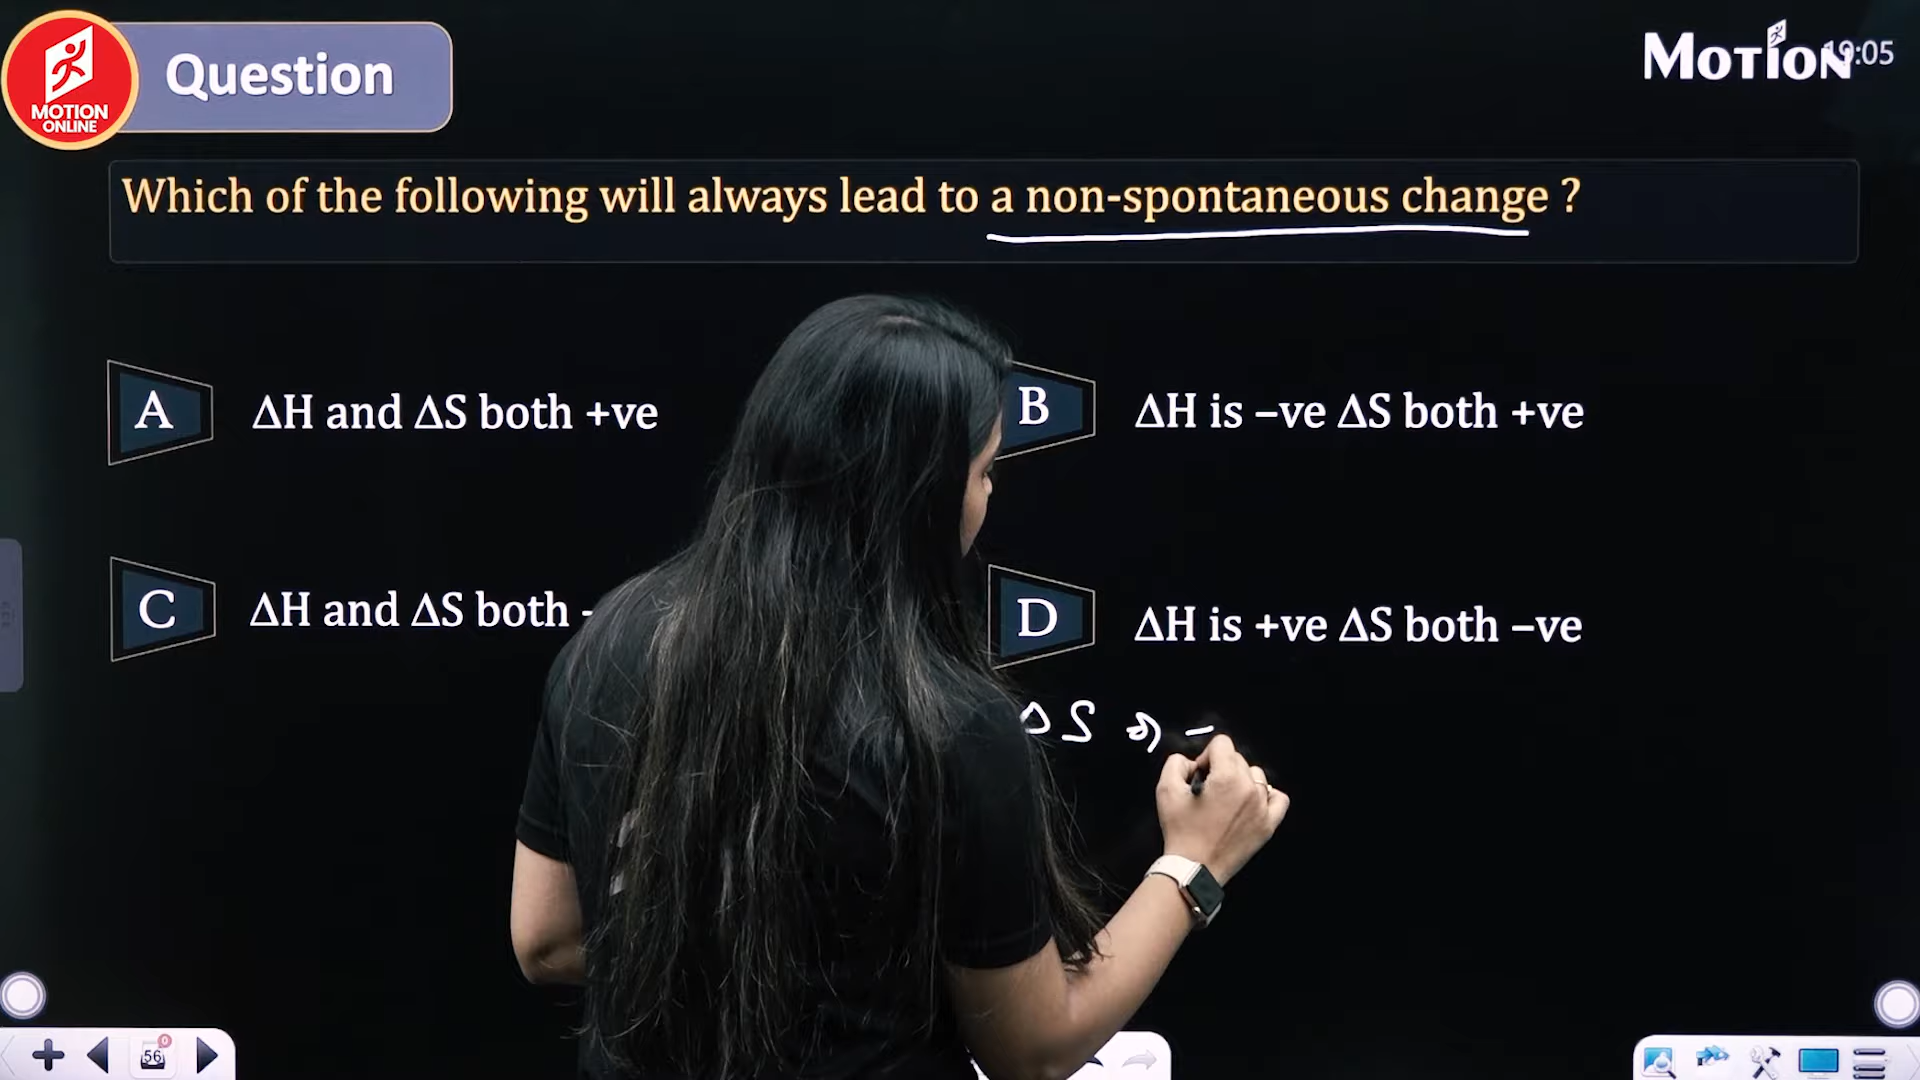 MOTION
ONLINE
Question
MOTION
19:05
Which of the following will always lead to a non-spontaneous change ?
A
ΔH and ΔS both +ve
B
ΔH is –ve ΔS both +ve
C
ΔH and ΔS both -
D
ΔH is +ve ΔS both –ve
ΔS ⇒ –
0
56